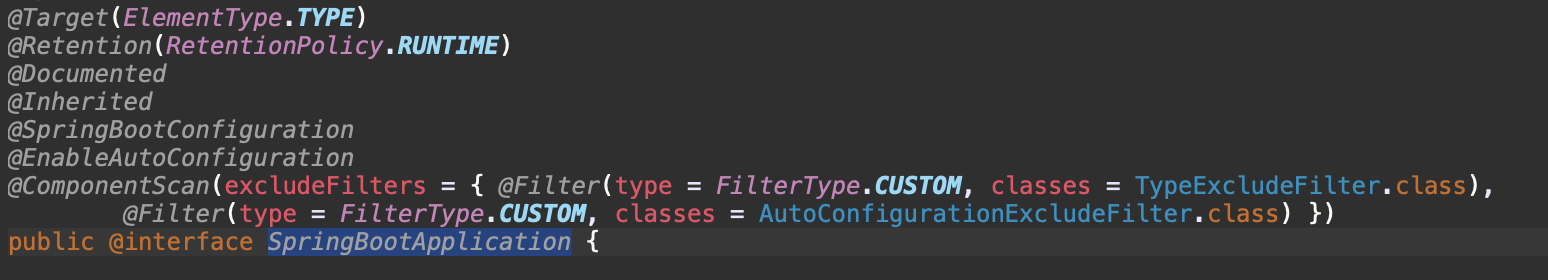 @Target(ElementType.TYPE)
@Retention(RetentionPolicy.RUNTIME)
@Documented
@Inherited
@SpringBootConfiguration
@EnableAutoConfiguration
@ComponentScan(excludeFilters = { @Filter(type = FilterType.CUSTOM, classes = TypeExcludeFilter.class),
        @Filter(type = FilterType.CUSTOM, classes = AutoConfigurationExcludeFilter.class) })
public @interface SpringBootApplication {